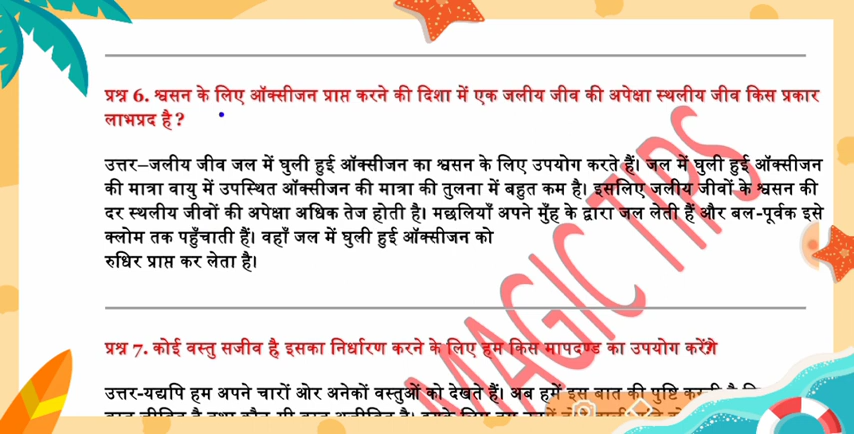 प्रश्न 6. श्वसन के लिए ऑक्सीजन प्राप्त करने की दिशा में एक जलीय जीव की अपेक्षा स्थलीय जीव किस प्रकार
लाभप्रद है?
उत्तर–जलीय जीव जल में घुली हुई ऑक्सीजन का श्वसन के लिए उपयोग करते हैं। जल में घुली हुई ऑक्सीजन
की मात्रा वायु में उपस्थित ऑक्सीजन की मात्रा की तुलना में बहुत कम है। इसलिए जलीय जीवों के श्वसन की
दर स्थलीय जीवों की अपेक्षा अधिक तेज होती है। मछलियाँ अपने मुँह के द्वारा जल लेती हैं और बल-पूर्वक इसे
क्लोम तक पहुँचाती हैं। वहाँ जल में घुली हुई ऑक्सीजन को
रुधिर प्राप्त कर लेता है।
MAGIC TIPS
प्रश्न 7. कोई वस्तु सजीव है इसका निर्धारण करने के लिए हम किस मापदण्ड का उपयोग करेंगे?
उत्तर-यद्यपि हम अपने चारों ओर अनेकों वस्तुओं को देखते हैं। अब हमें इस बात की पुष्टि